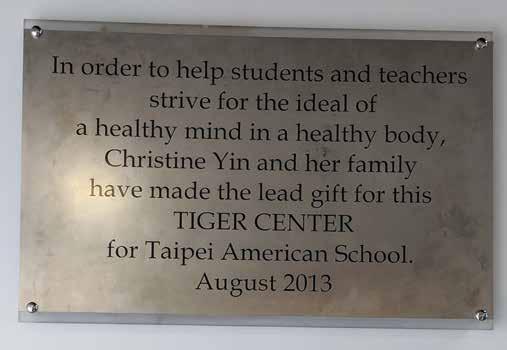 In order to help students and teachers
strive for the ideal of
a healthy mind in a healthy body,
Christine Yin and her family
have made the lead gift for this
TIGER CENTER
for Taipei American School.
August 2013